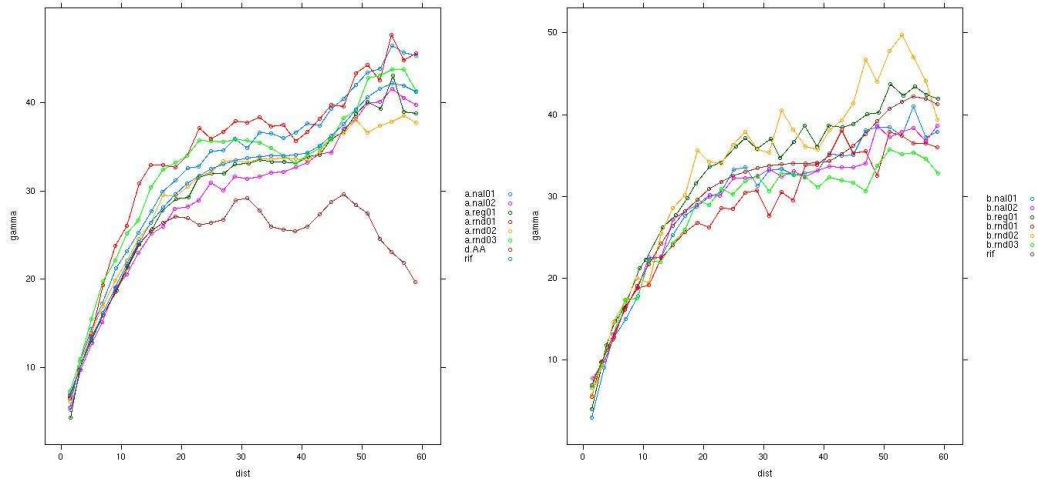 40
30
20
10
gamma
0 10 20 30 40 50 60
dist
a.nal01
a.nal02
a.reg01
a.rnd01
a.rnd02
a.rnd03
d.AA
rif
50
40
30
20
10
gamma
0 10 20 30 40 50 60
dist
b.nal01
b.nal02
b.reg01
b.rnd01
b.rnd02
b.rnd03
rif